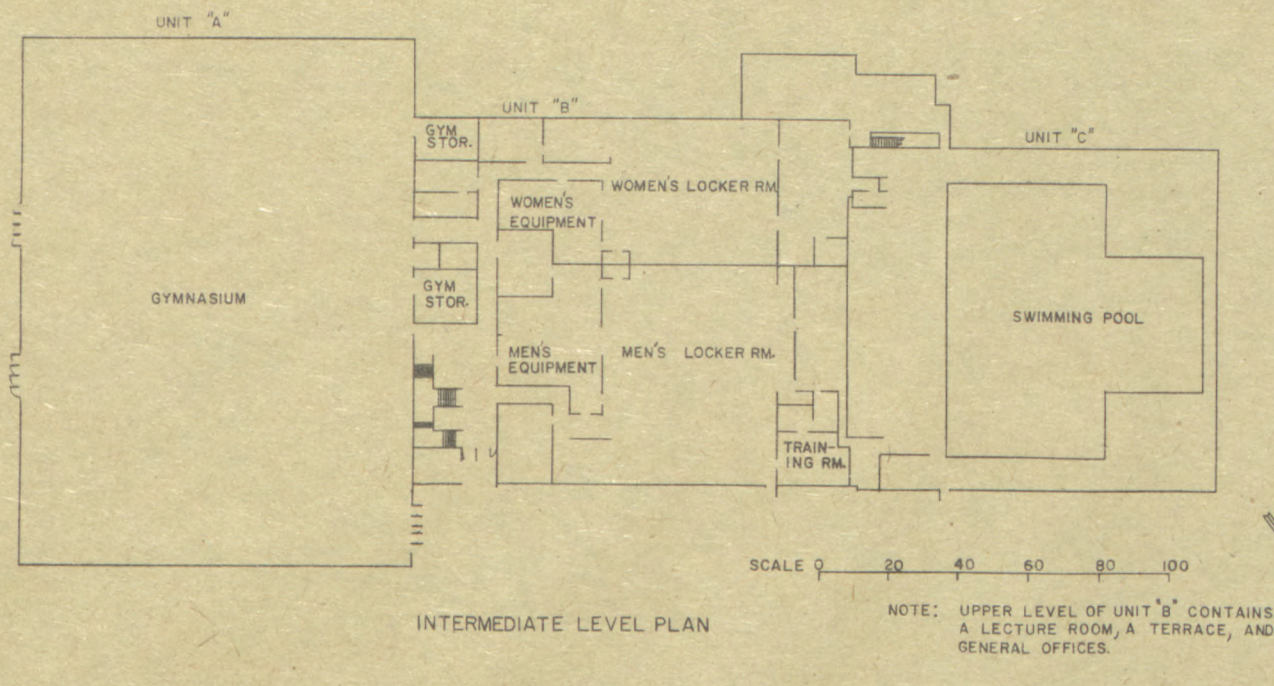 UNIT "A"
UNIT "B"
UNIT "C"
GYM
STOR.
WOMEN'S LOCKER RM
WOMEN'S
EQUIPMENT
GYMNASIUM
GYM
STOR.
SWIMMING POOL
MEN'S
EQUIPMENT
MEN'S LOCKER RM.
TRAIN-
ING RM.
SCALE 0 20 40 60 80 100
INTERMEDIATE LEVEL PLAN
NOTE: UPPER LEVEL OF UNIT "B" CONTAINS
A LECTURE ROOM, A TERRACE, AND
GENERAL OFFICES.